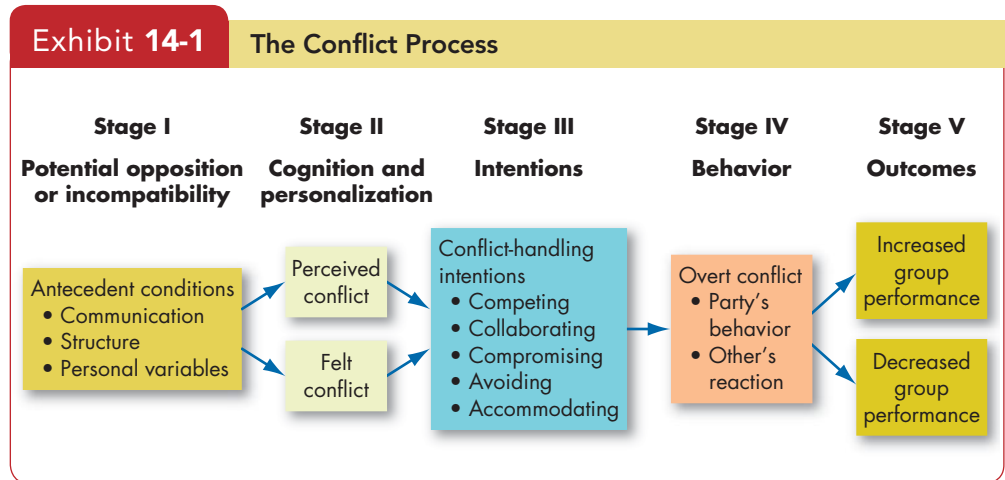 Exhibit 14-1
The Conflict Process
Stage I
Potential opposition
or incompatibility
Stage II
Cognition and
personalization
Stage III
Intentions
Stage IV
Behavior
Stage V
Outcomes
Antecedent conditions
• Communication
• Structure
• Personal variables
Perceived
conflict
Felt
conflict
Conflict-handling
intentions
• Competing
• Collaborating
• Compromising
• Avoiding
• Accommodating
Overt conflict
• Party's
behavior
• Other's
reaction
Increased
group
performance
Decreased
group
performance